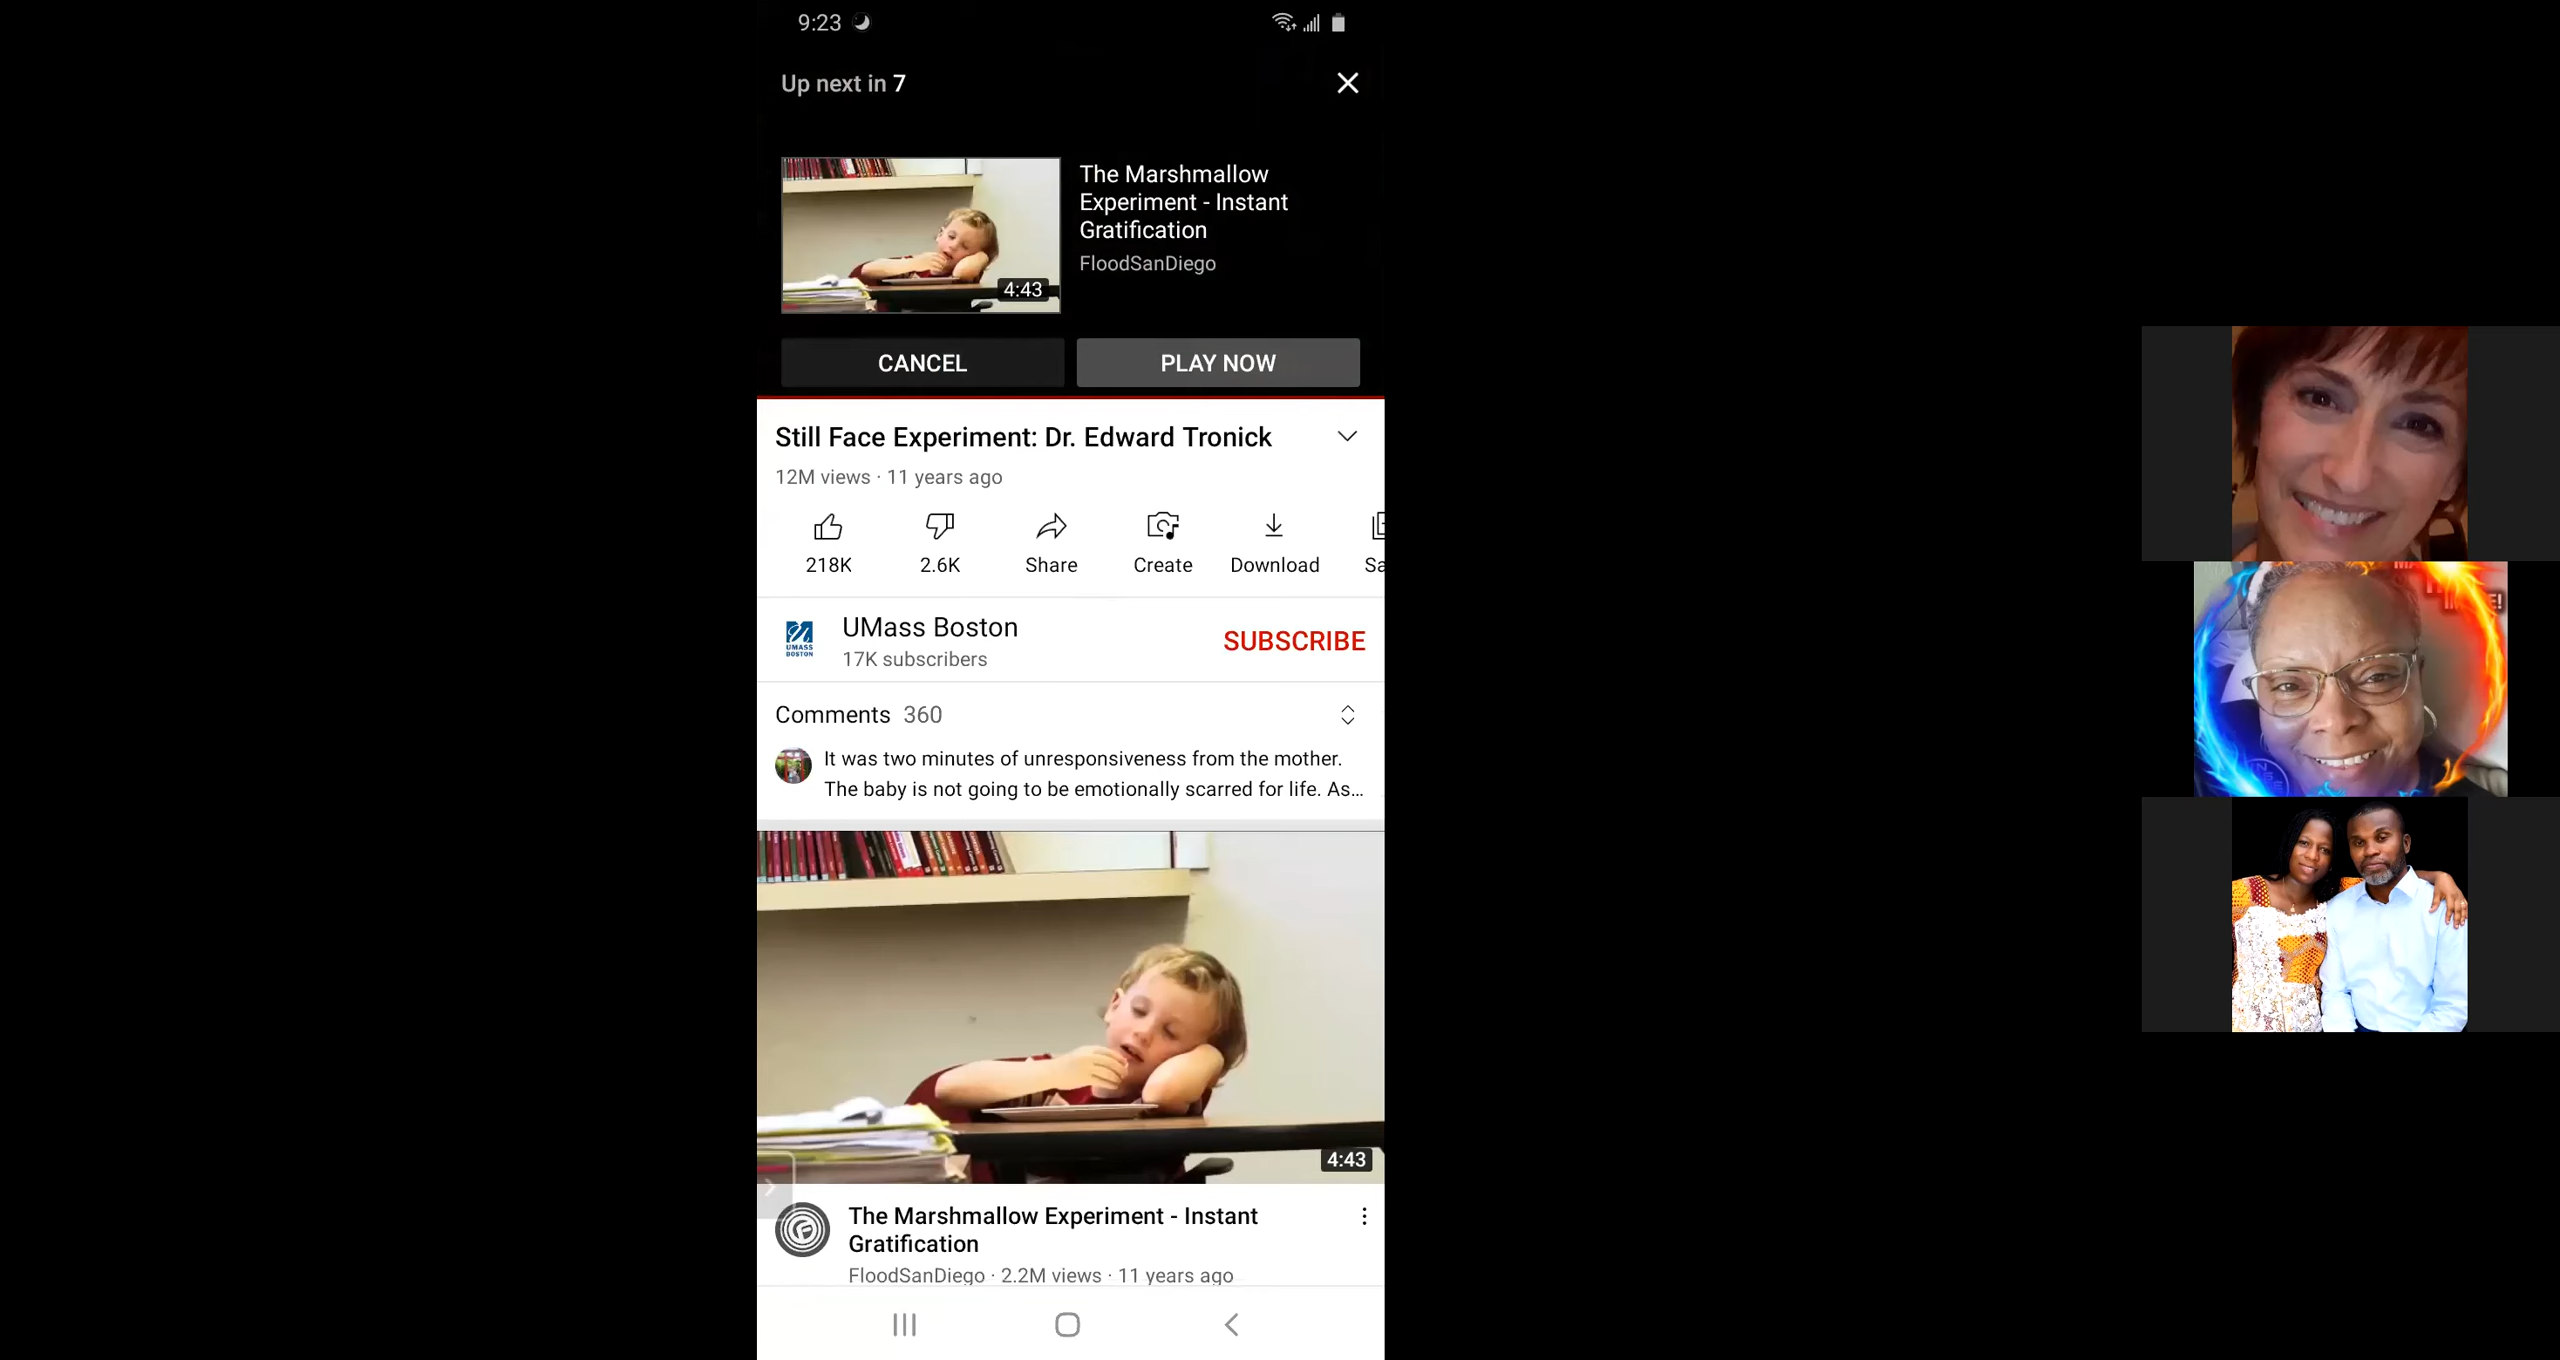 9:23
Up next in 7
The Marshmallow
Experiment - Instant
Gratification
FloodSanDiego
4:43
CANCEL
PLAY NOW
Still Face Experiment: Dr. Edward Tronick
12M views · 11 years ago
218K
2.6K
Share
Create
Download
Sa
UMASS
BOSTON
UMass Boston
17K subscribers
SUBSCRIBE
Comments 360
It was two minutes of unresponsiveness from the mother.
The baby is not going to be emotionally scarred for life. As...
4:43
The Marshmallow Experiment - Instant
Gratification
FloodSanDiego · 2.2M views · 11 years ago